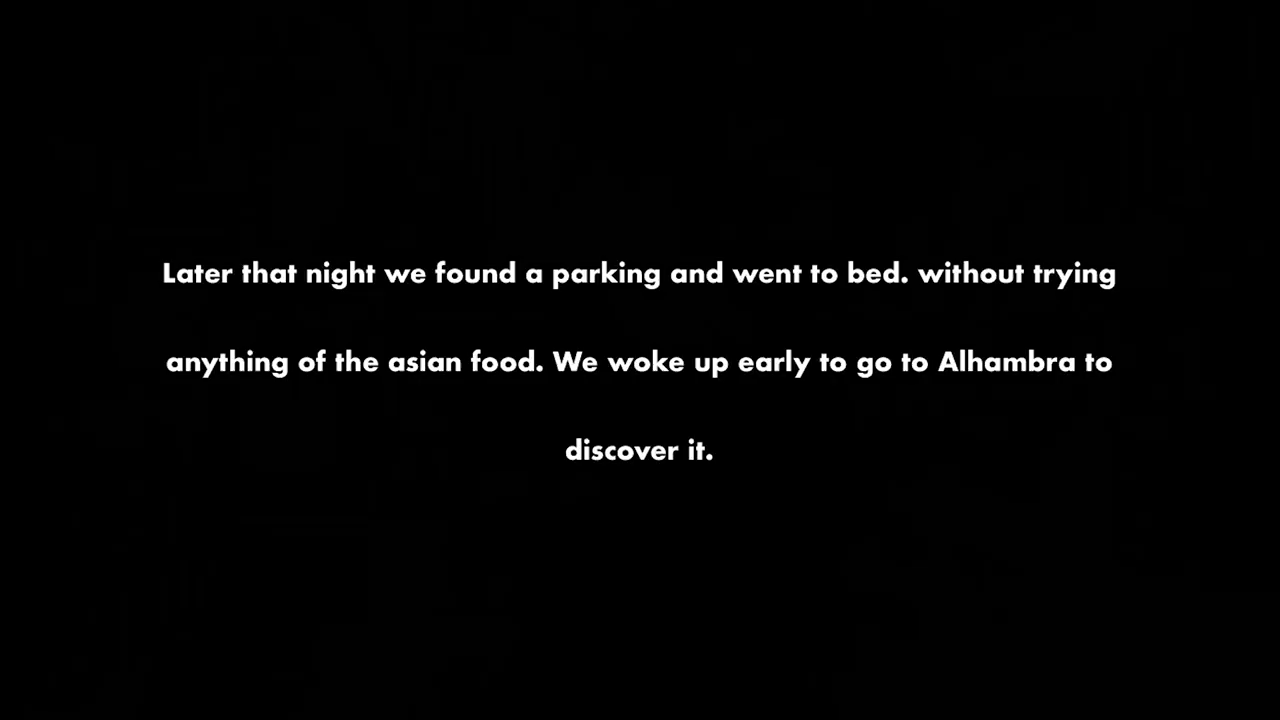 Later that night we found a parking and went to bed. without trying
anything of the asian food. We woke up early to go to Alhambra to
discover it.